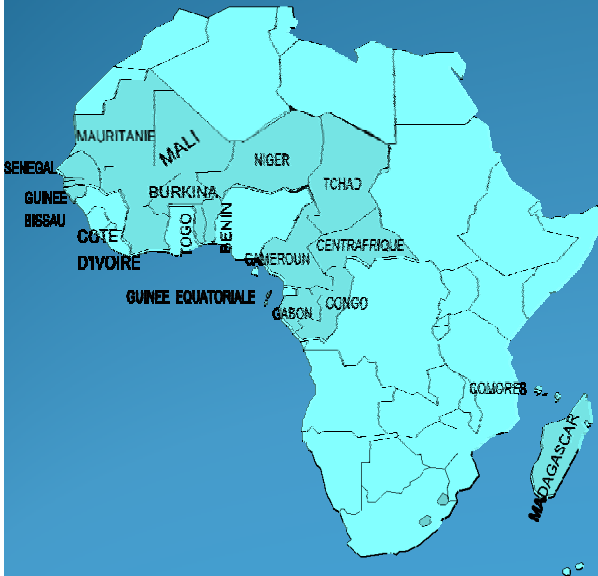 MAURITANIE
MALI
SENEGAL
NIGER
TCHAD
GUINEE
BISSAU
BURKINA
COTE
D'IVOIRE
TOGO
BENIN
CENTRAFRIQUE
CAMEROUN
GUINEE EQUATORIALE
GABON
CONGO
COMORES
MADAGASCAR